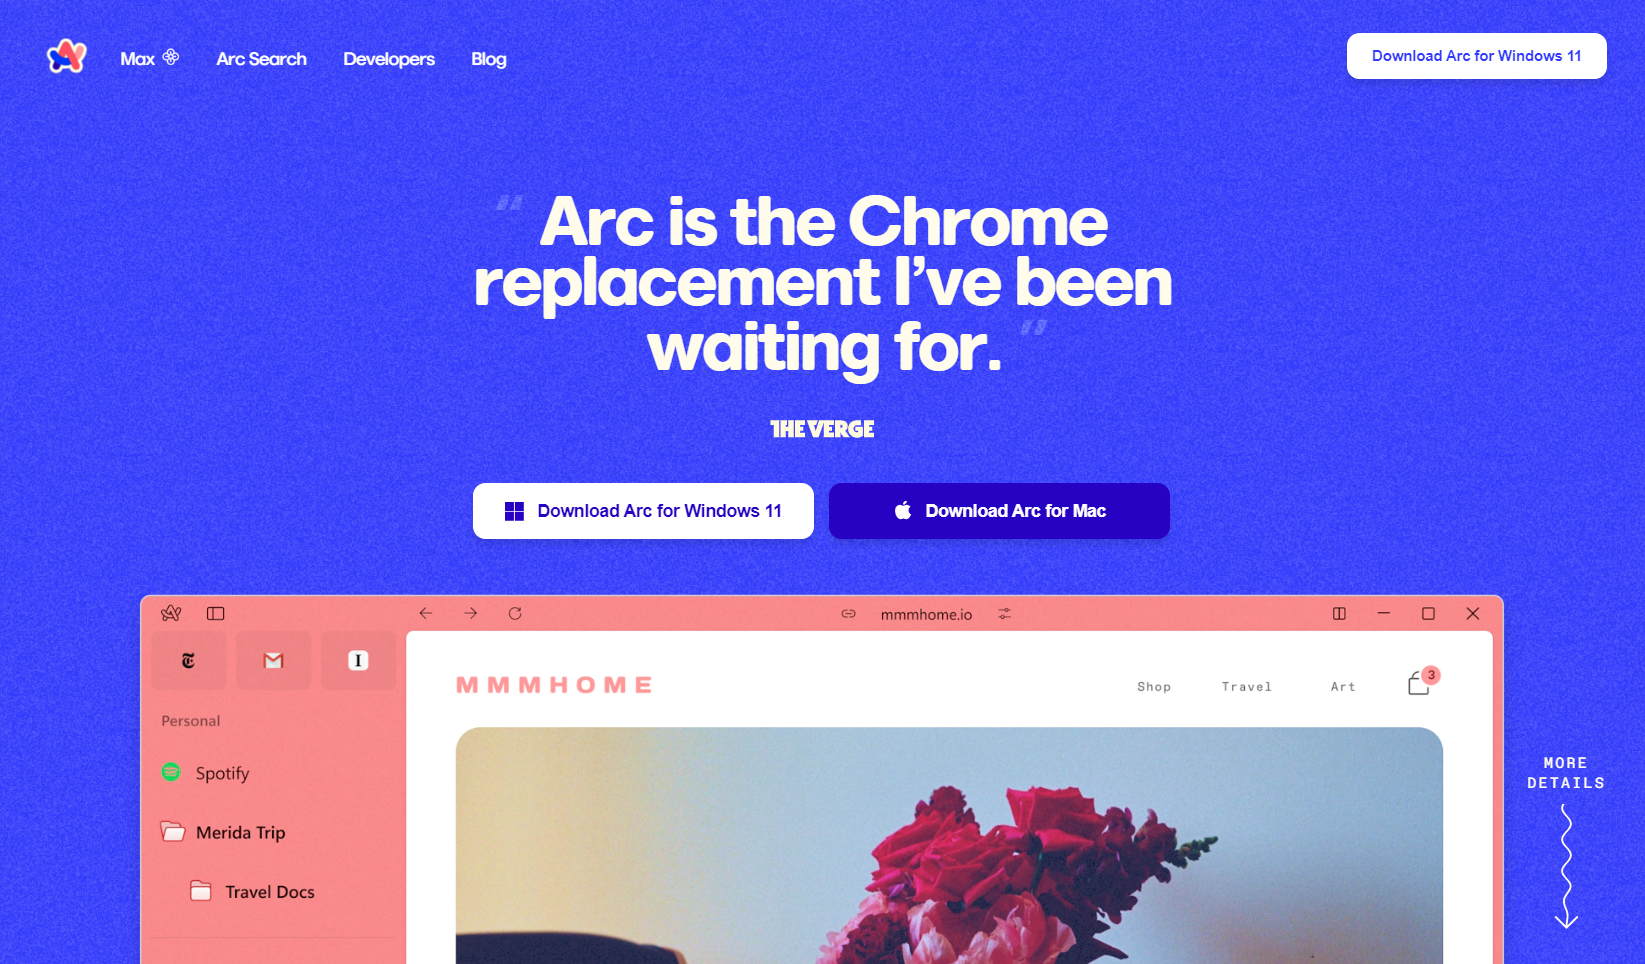 Max
Arc Search
Developers
Blog
Download Arc for Windows 11
“ Arc is the Chrome
replacement I’ve been
waiting for. ”
THE VERGE
Download Arc for Windows 11
Download Arc for Mac
mmmhome.io
T
I
Personal
Spotify
Merida Trip
Travel Docs
MMMHOME
Shop
Travel
Art
3
MORE
DETAILS